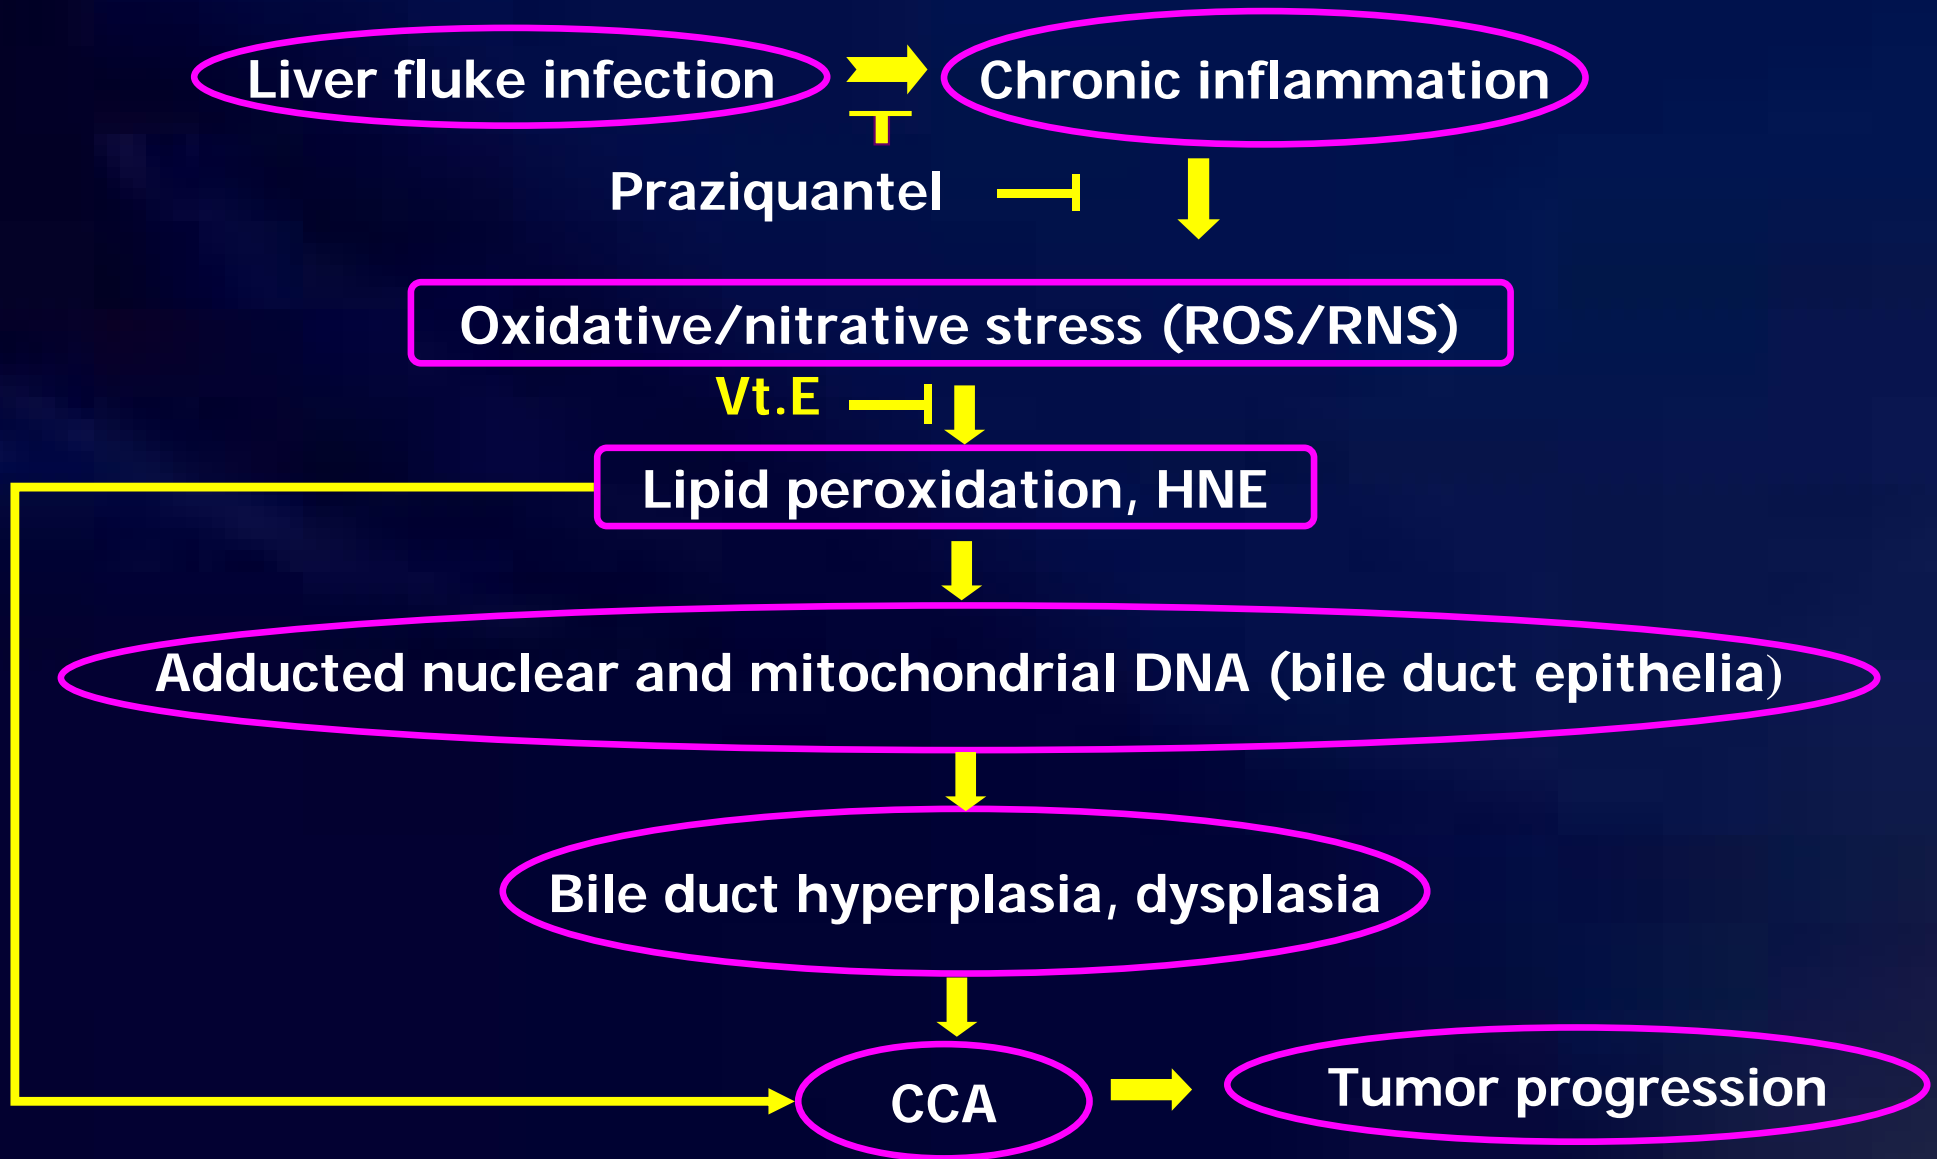 Liver fluke infection
Chronic inflammation
Praziquantel
Oxidative/nitrative stress (ROS/RNS)
Vt.E
Lipid peroxidation, HNE
Adducted nuclear and mitochondrial DNA (bile duct epithelia)
Bile duct hyperplasia, dysplasia
CCA
Tumor progression